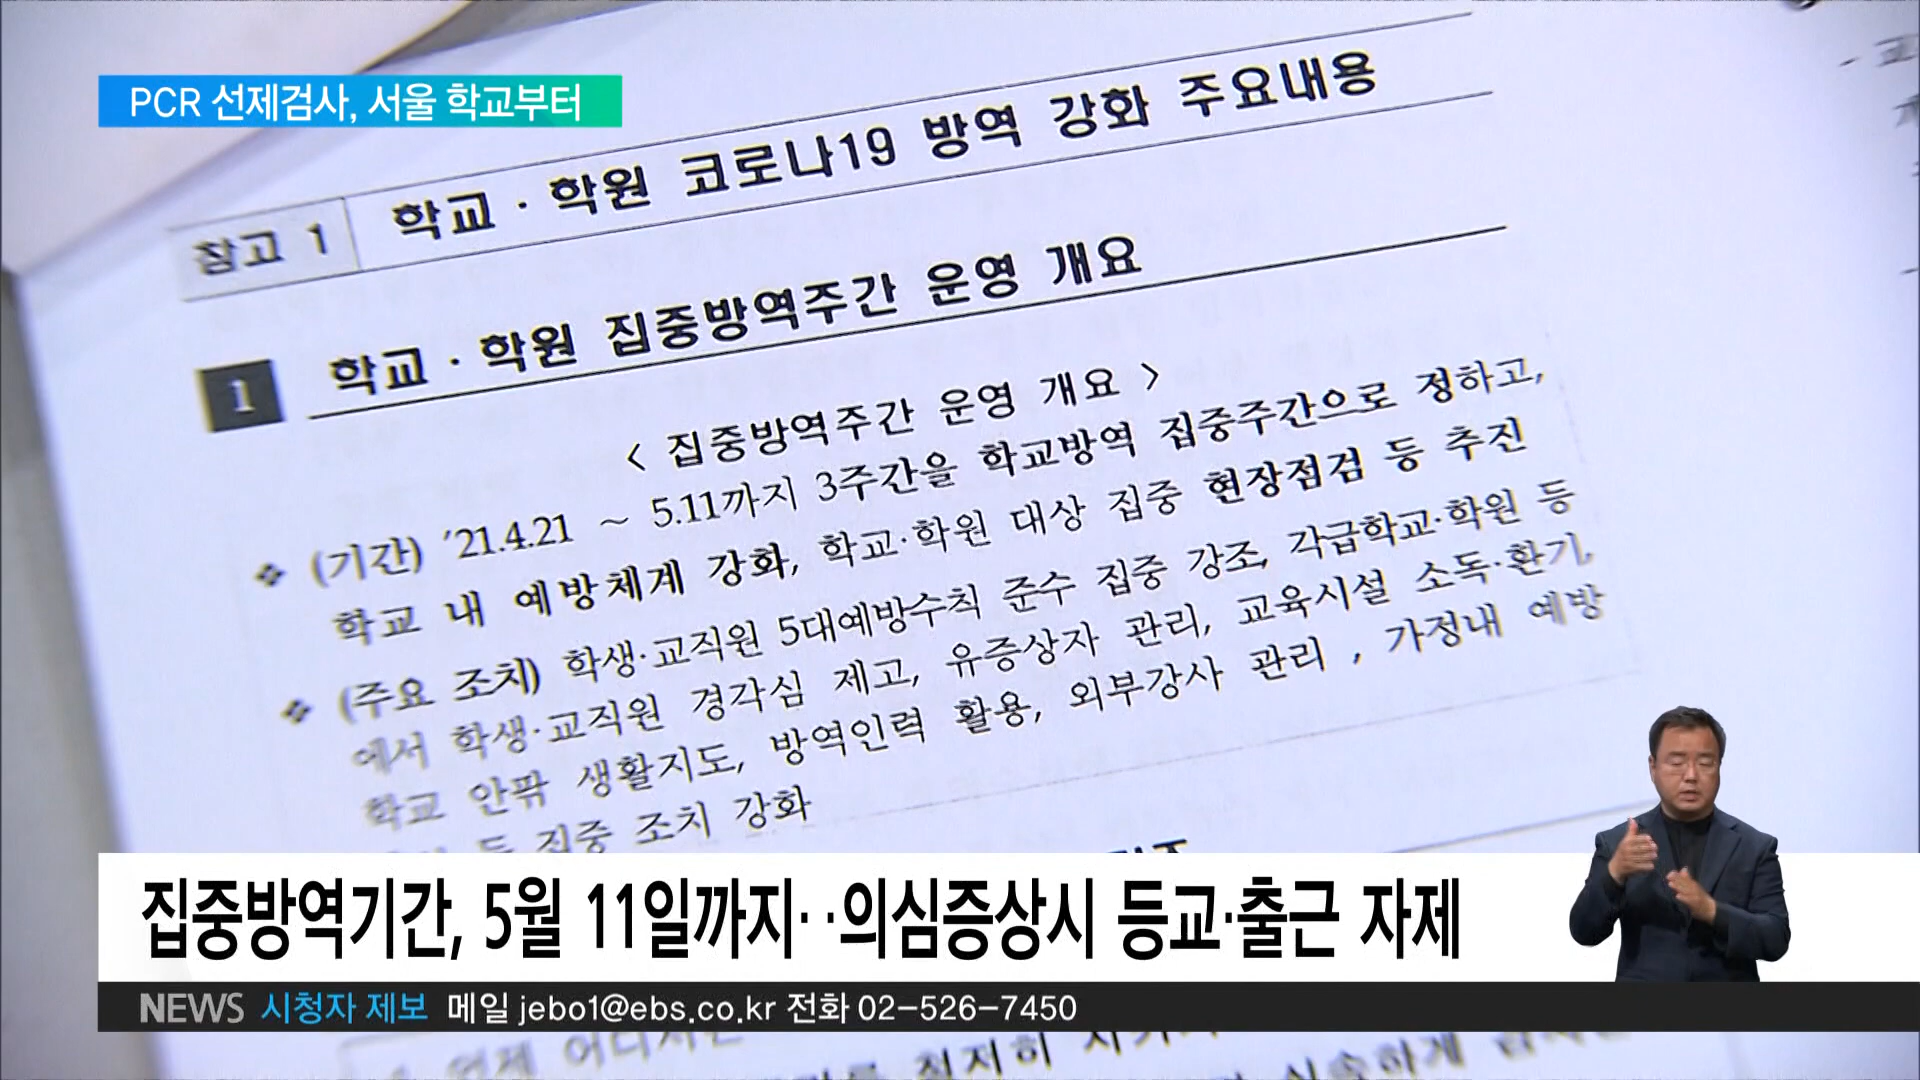 PCR 선제검사, 서울 학교부터
참고 1 학교·학원 코로나19 방역 강화 주요내용
1 학교·학원 집중방역주간 운영 개요
< 집중방역주간 운영 개요 >
❖ (기간) '21.4.21 ~ 5.11까지 3주간을 학교방역 집중주간으로 정하고,
학교 내 예방체계 강화, 학교·학원 대상 집중 현장점검 등 추진
❖ (주요 조치) 학생·교직원 5대예방수칙 준수 집중 강조, 각급학교·학원 등
에서 학생·교직원 경각심 제고, 유증상자 관리, 교육시설 소독·환기,
학교 안팎 생활지도, 방역인력 활용, 외부강사 관리 , 가정내 예방
등 집중 조치 강화
집중방역기간, 5월 11일까지··의심증상시 등교·출근 자제
NEWS 시청자 제보 메일 jebo1@ebs.co.kr 전화 02-526-7450